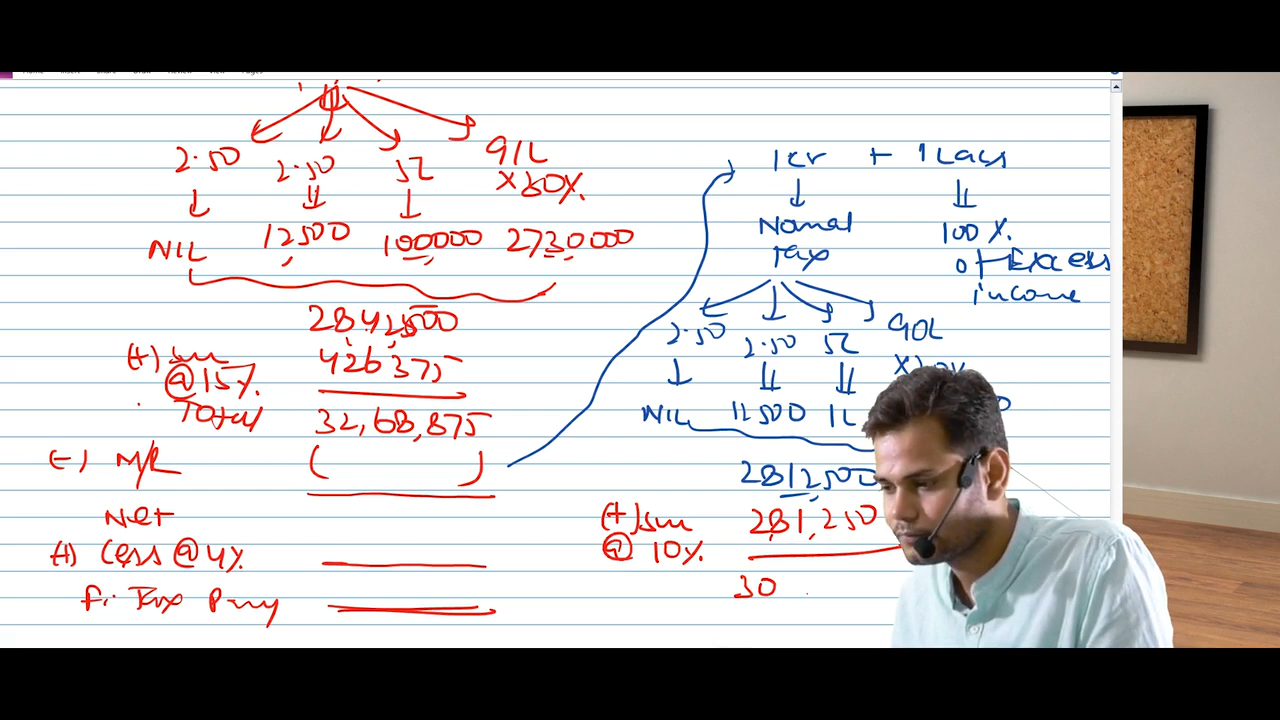 2.50 2.50 5L 91L
X30%.
NIL 12500 100000 2730000
2842500
(+) sur @15%. 426375
Total 32,68,875
(-) M/R ( )
Net
(+) Cess @4%
F. Tax Pay
1cr + 1Lacs
Nomal Tax
100%.
of Excess
income
2.50 2.50 5L 90L
NIL 12500 1L
2812500
(+) sur @ 10%. 281,250
30